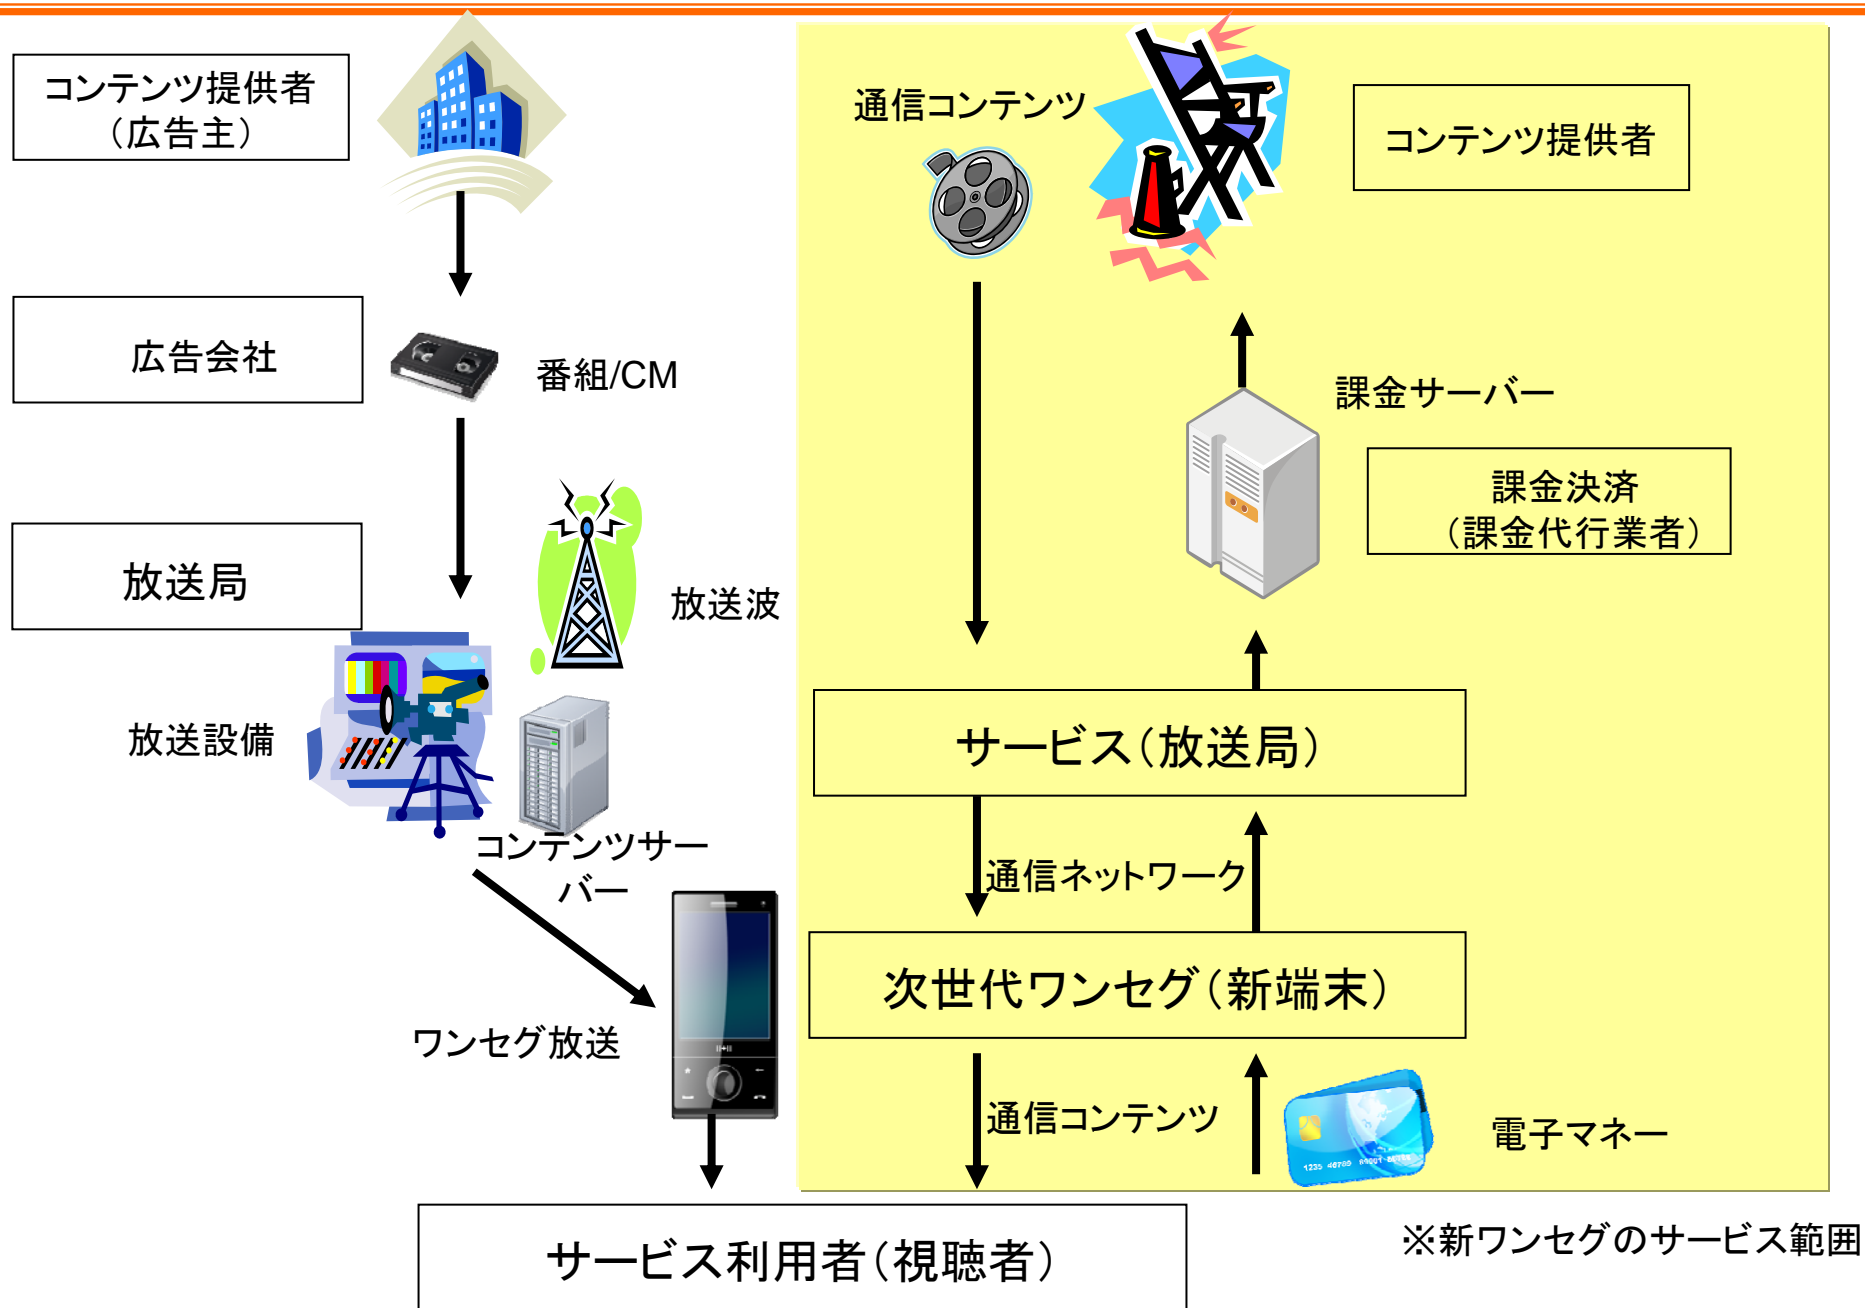 コンテンツ提供者
（広告主）
広告会社
番組/CM
放送局
放送波
放送設備
コンテンツサー
バー
ワンセグ放送
通信コンテンツ
コンテンツ提供者
課金サーバー
課金決済
（課金代行業者）
サービス（放送局）
通信ネットワーク
次世代ワンセグ（新端末）
通信コンテンツ
電子マネー
サービス利用者（視聴者）
※新ワンセグのサービス範囲